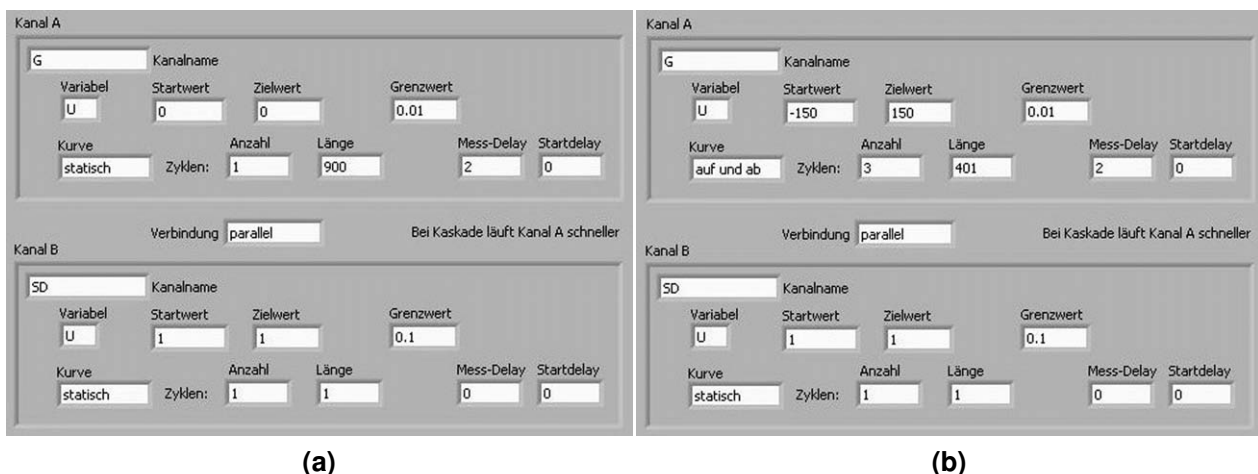 Kanal A
G Kanalname
Variabel Startwert Zielwert Grenzwert
U 0 0 0.01
Kurve Anzahl Länge Mess-Delay Startdelay
statisch Zyklen: 1 900 2 0
Verbindung parallel Bei Kaskade läuft Kanal A schneller
Kanal B
SD Kanalname
Variabel Startwert Zielwert Grenzwert
U 1 1 0.1
Kurve Anzahl Länge Mess-Delay Startdelay
statisch Zyklen: 1 1 0 0
(a)
Kanal A
G Kanalname
Variabel Startwert Zielwert Grenzwert
U -150 150 0.01
Kurve Anzahl Länge Mess-Delay Startdelay
auf und ab Zyklen: 3 401 2 0
Verbindung parallel Bei Kaskade läuft Kanal A schneller
Kanal B
SD Kanalname
Variabel Startwert Zielwert Grenzwert
U 1 1 0.1
Kurve Anzahl Länge Mess-Delay Startdelay
statisch Zyklen: 1 1 0 0
(b)